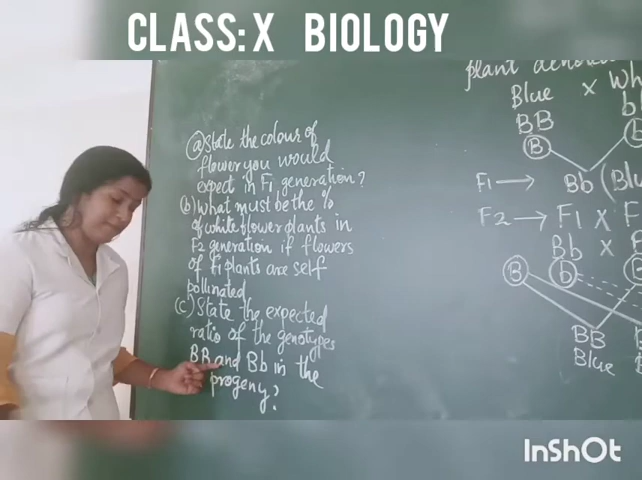 CLASS: X BIOLOGY
(a) State the colour of
flower you would
expect in F1 generation?
(b) What must be the %
of white flower plants in
F2 generation if flowers
of F1 plants are self
pollinated
(c) State the expected
ratio of the genotypes
BB and Bb in the
progeny?
plant
Blue x Wh
BB b
B
F1 → Bb (Blu
F2 → F1 x F
Bb x
B b B
BB
Blue
InShOt